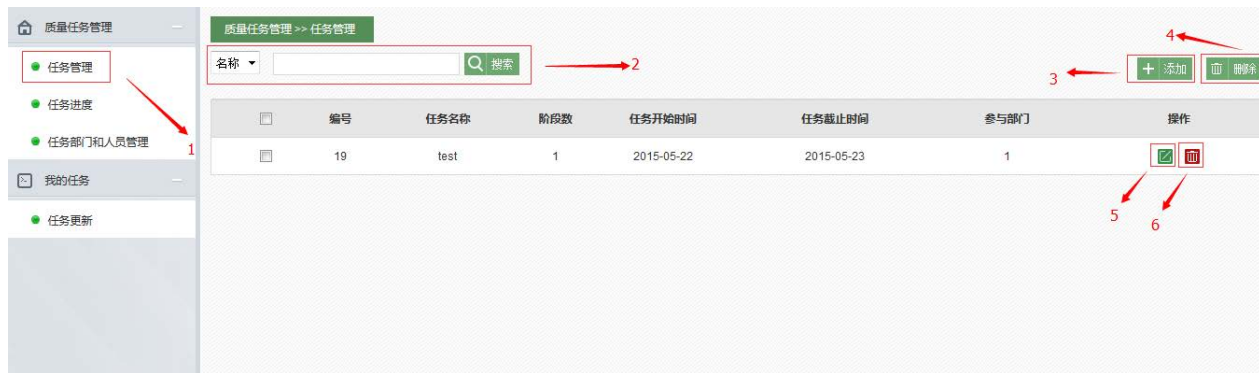 质量任务管理
任务管理
任务进度
任务部门和人员管理
我的任务
任务更新
质量任务管理 >> 任务管理
名称 搜索
添加 删除
编号 任务名称 阶段数 任务开始时间 任务截止时间 参与部门 操作
19 test 1 2015-05-22 2015-05-23 1
1
2
3
4
5
6